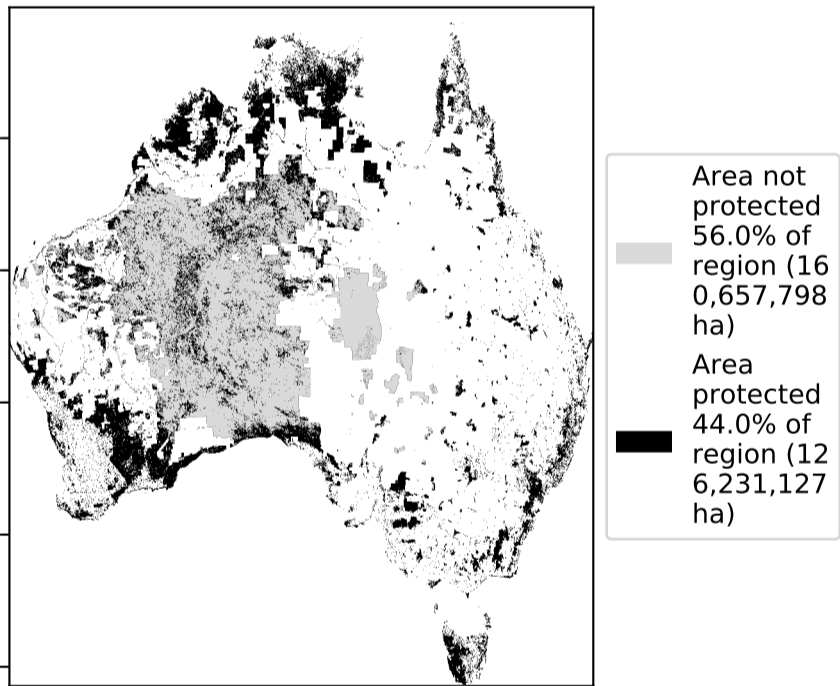 Area not
protected
56.0% of
region (16
0,657,798
ha)
Area
protected
44.0% of
region (12
6,231,127
ha)